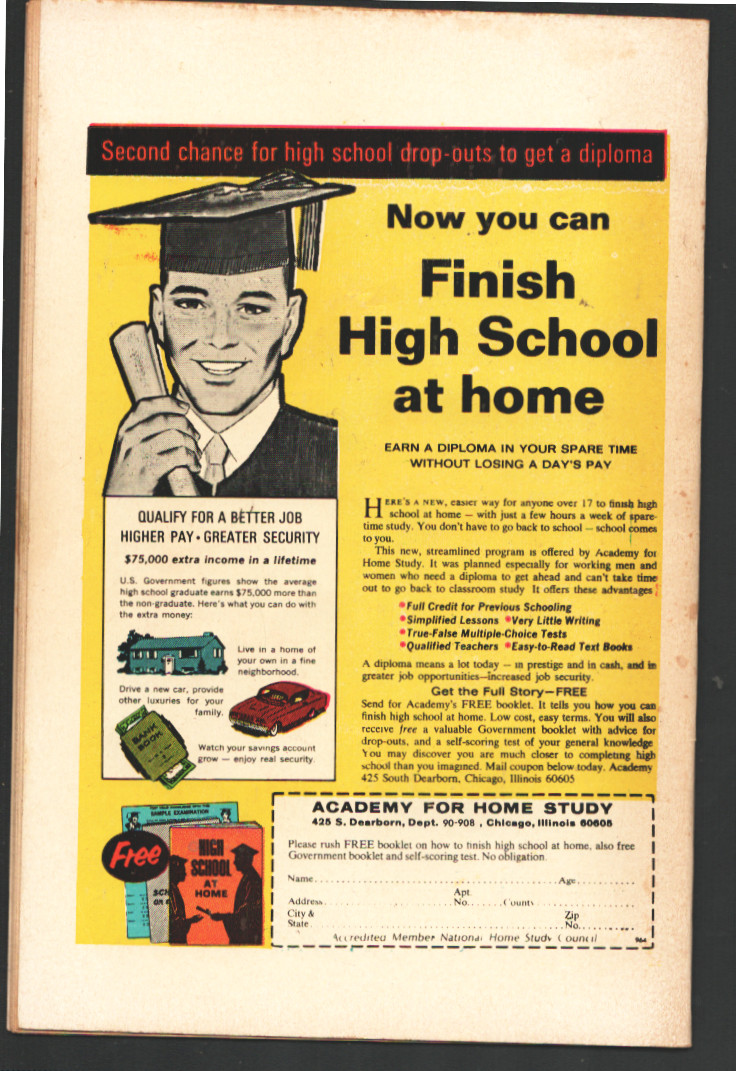 Second chance for high school drop-outs to get a diploma
Now you can
Finish
High School
at home
EARN A DIPLOMA IN YOUR SPARE TIME
WITHOUT LOSING A DAY'S PAY
QUALIFY FOR A BETTER JOB
HIGHER PAY • GREATER SECURITY
$75,000 extra income in a lifetime
U.S. Government figures show the average
high school graduate earns $75,000 more than
the non-graduate. Here's what you can do with
the extra money:
Live in a home of
your own in a fine
neighborhood.
Drive a new car, provide
other luxuries for your
family.
BANK
BOOK
Watch your savings account
grow — enjoy real security.
HERE'S A NEW, easier way for anyone over 17 to finish high
school at home — with just a few hours a week of spare-
time study. You don't have to go back to school — school comes
to you.
This new, streamlined program is offered by Academy for
Home Study. It was planned especially for working men and
women who need a diploma to get ahead and can't take time
out to go back to classroom study It offers these advantages
• Full Credit for Previous Schooling
• Simplified Lessons • Very Little Writing
• True-False Multiple-Choice Tests
• Qualified Teachers • Easy-to-Read Text Books
A diploma means a lot today — in prestige and in cash, and in
greater job opportunities—increased job security.
Get the Full Story—FREE
Send for Academy's FREE booklet. It tells you how you can
finish high school at home. Low cost, easy terms. You will also
receive free a valuable Government booklet with advice for
drop-outs, and a self-scoring test of your general knowledge
You may discover you are much closer to completing high
school than you imagined. Mail coupon below today. Academy
425 South Dearborn, Chicago, Illinois 60605
SAMPLE EXAMINATION
Free
HIGH
SCHOOL
AT
HOME
ACADEMY FOR HOME STUDY
425 S. Dearborn, Dept. 90-908 , Chicago, Illinois 60605
Please rush FREE booklet on how to finish high school at home, also free
Government booklet and self-scoring test. No obligation.
Name Age
Apt.
Address No. County
City & Zip
State No.
Accredited Member National Home Study Council 964